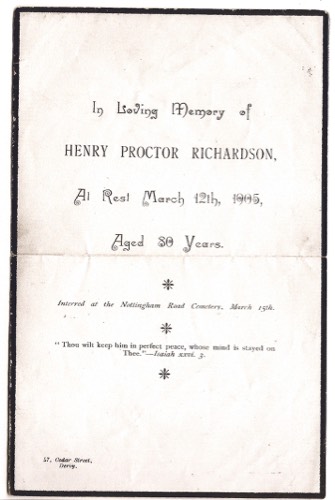 In Loving Memory of
HENRY PROCTOR RICHARDSON,
At Rest March 12th, 1905,
Aged 30 Years.
Interred at the Nottingham Road Cemetery, March 15th.
" Thou wilt keep him in perfect peace, whose mind is stayed on
Thee."—Isaiah xxvi. 3.
57, Cedar Street,
Derby.